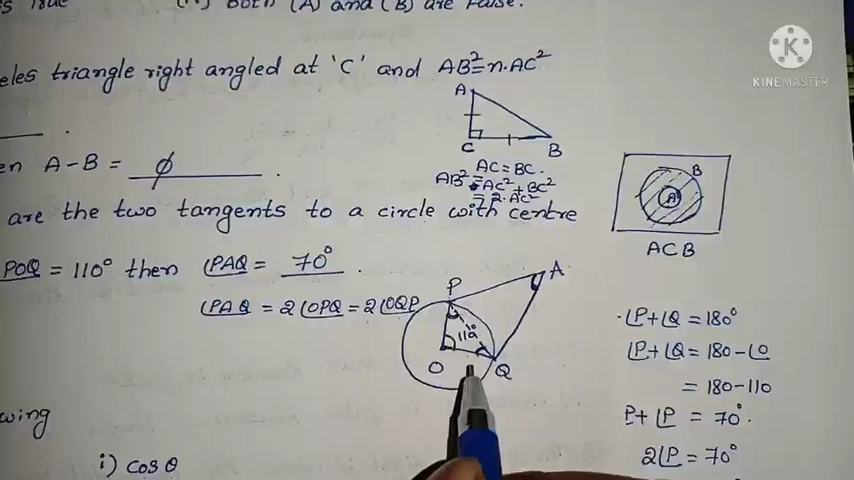 (iv) Both (A) and (B) are False.
eles triangle right angled at 'C' and AB²=n.AC²
A
C
B
AC = BC.
AB² = AC² + BC²
= 2.AC²
en A-B = ϕ.
B
A
ACB
are the two tangents to a circle with centre
∠POQ = 110° then ∠PAQ = 70°.
∠PAQ = 2∠OPQ = 2∠OQP
P
A
110
O
Q
∠P+∠Q = 180°
∠P+∠Q = 180-∠O
= 180-110
P+∠P = 70°.
2∠P = 70°
wing
i) cos θ
K
KINEMASTER